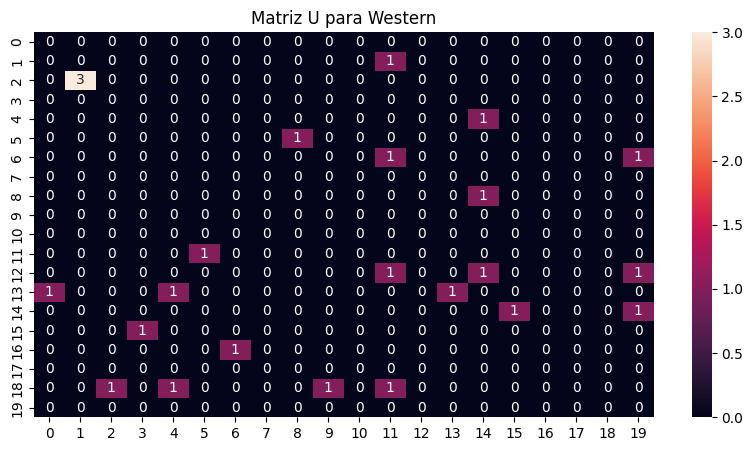 Matriz U para Western
0 0 0 0 0 0 0 0 0 0 0 0 0 0 0 0 0 0 0 0 0
1 0 0 0 0 0 0 0 0 0 0 0 1 0 0 0 0 0 0 0 0
2 0 3 0 0 0 0 0 0 0 0 0 0 0 0 0 0 0 0 0 0
3 0 0 0 0 0 0 0 0 0 0 0 0 0 0 0 0 0 0 0 0
4 0 0 0 0 0 0 0 0 0 0 0 0 0 0 1 0 0 0 0 0
5 0 0 0 0 0 0 0 0 1 0 0 0 0 0 0 0 0 0 0 0
6 0 0 0 0 0 0 0 0 0 0 0 1 0 0 0 0 0 0 0 1
7 0 0 0 0 0 0 0 0 0 0 0 0 0 0 0 0 0 0 0 0
8 0 0 0 0 0 0 0 0 0 0 0 0 0 0 1 0 0 0 0 0
9 0 0 0 0 0 0 0 0 0 0 0 0 0 0 0 0 0 0 0 0
10 0 0 0 0 0 0 0 0 0 0 0 0 0 0 0 0 0 0 0 0
11 0 0 0 0 0 1 0 0 0 0 0 0 0 0 0 0 0 0 0 0
12 0 0 0 0 0 0 0 0 0 0 0 1 0 0 1 0 0 0 0 1
13 1 0 0 0 1 0 0 0 0 0 0 0 0 1 0 0 0 0 0 0
14 0 0 0 0 0 0 0 0 0 0 0 0 0 0 0 1 0 0 0 1
15 0 0 0 1 0 0 0 0 0 0 0 0 0 0 0 0 0 0 0 0
16 0 0 0 0 0 0 1 0 0 0 0 0 0 0 0 0 0 0 0 0
17 0 0 0 0 0 0 0 0 0 0 0 0 0 0 0 0 0 0 0 0
18 0 0 1 0 1 0 0 0 0 1 0 1 0 0 0 0 0 0 0 0
19 0 0 0 0 0 0 0 0 0 0 0 0 0 0 0 0 0 0 0 0
0 1 2 3 4 5 6 7 8 9 10 11 12 13 14 15 16 17 18 19
3.0
2.5
2.0
1.5
1.0
0.5
0.0